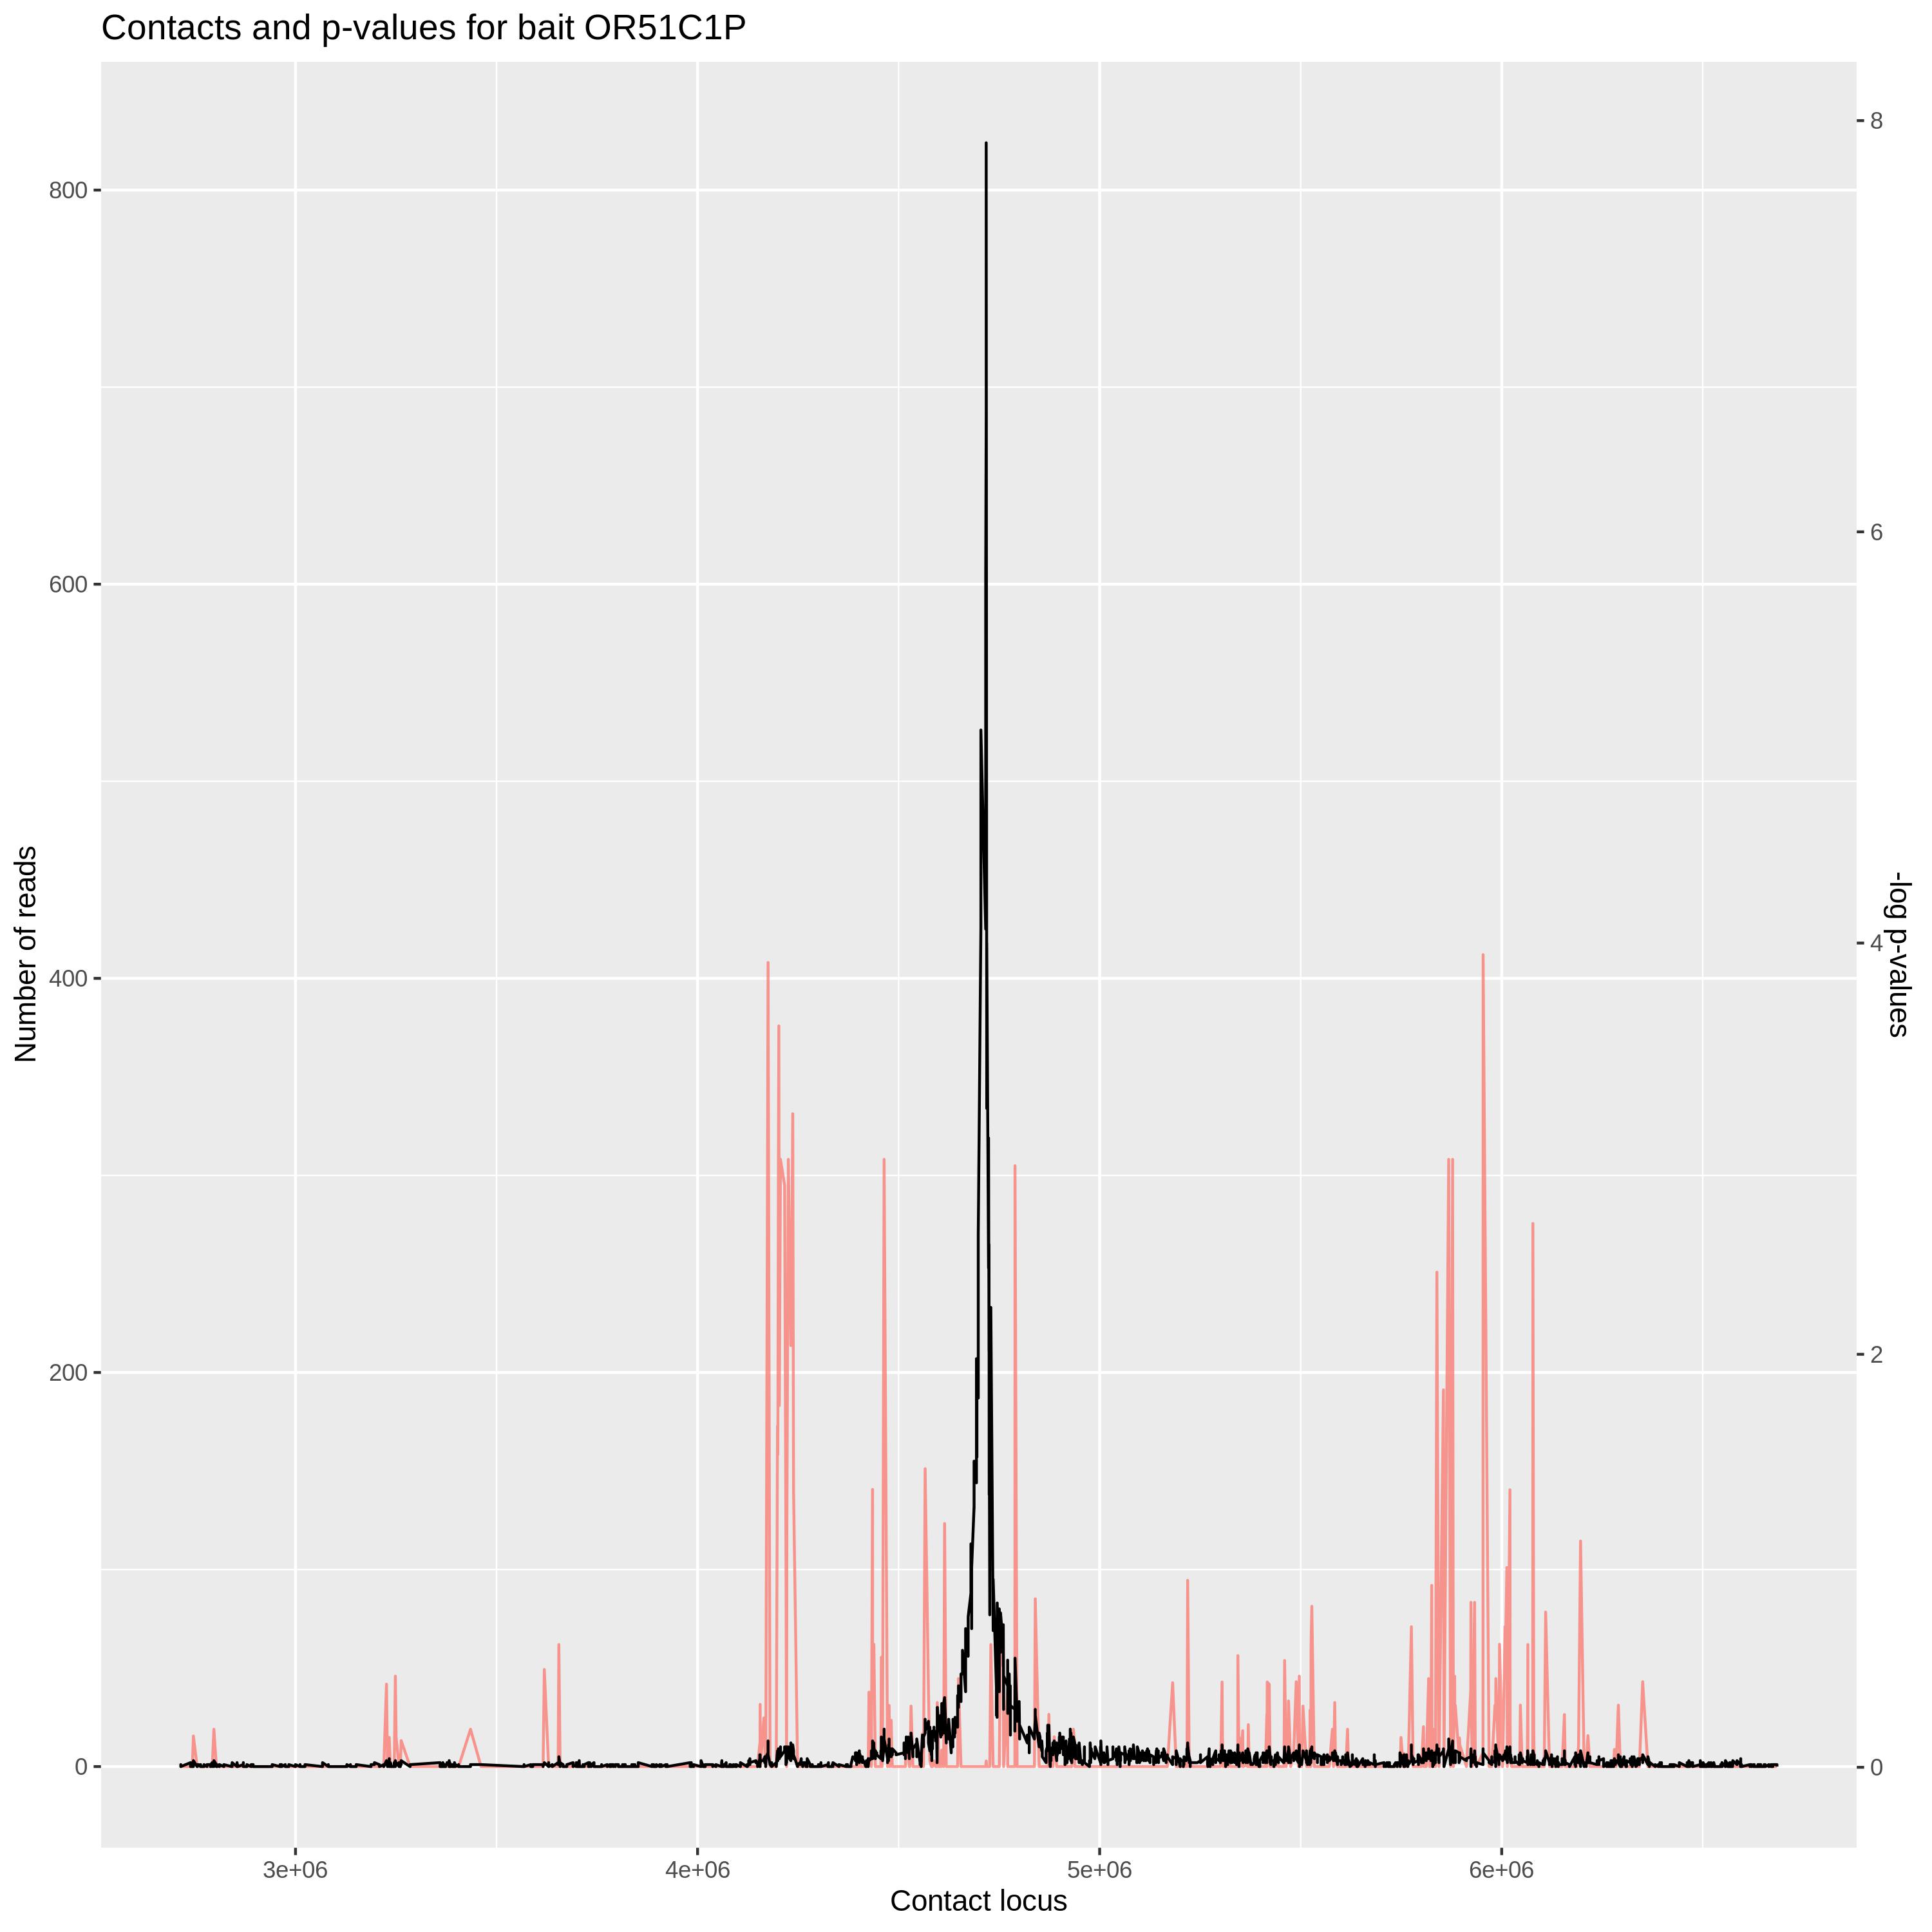 Contacts and p-values for bait OR51C1P
Number of reads
800
600
400
200
0
8
6
4
2
0
-log p-values
3e+06 4e+06 5e+06 6e+06
Contact locus